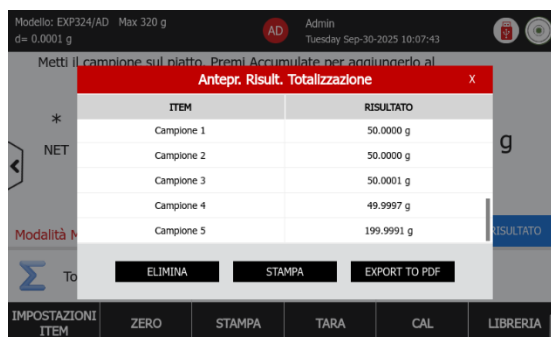 Modello: EXP324/AD Max 320 g
d= 0.0001 g
AD
Admin
Tuesday Sep-30-2025 10:07:43
Metti il campione sul piatto. Premi Accumulate per aggiungerlo al
Antepr. Risult. Totalizzazione X
ITEM RISULTATO
Campione 1 50.0000 g
Campione 2 50.0000 g
Campione 3 50.0001 g
Campione 4 49.9997 g
Campione 5 199.9991 g
ELIMINA STAMPA EXPORT TO PDF
*
NET
g
Modalità
RISULTATO
Σ To
IMPOSTAZIONI ITEM ZERO STAMPA TARA CAL LIBRERIA